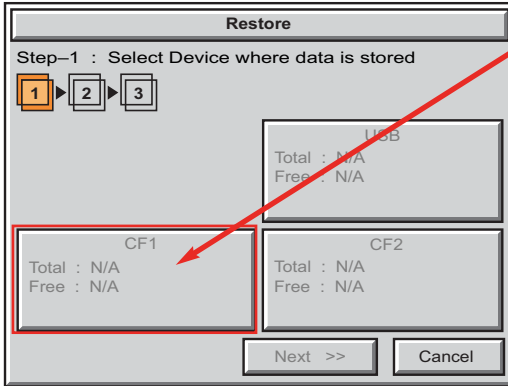 Restore
Step–1 : Select Device where data is stored
1 2 3
USB
Total : N/A
Free : N/A
CF1
Total : N/A
Free : N/A
CF2
Total : N/A
Free : N/A
Next >> Cancel